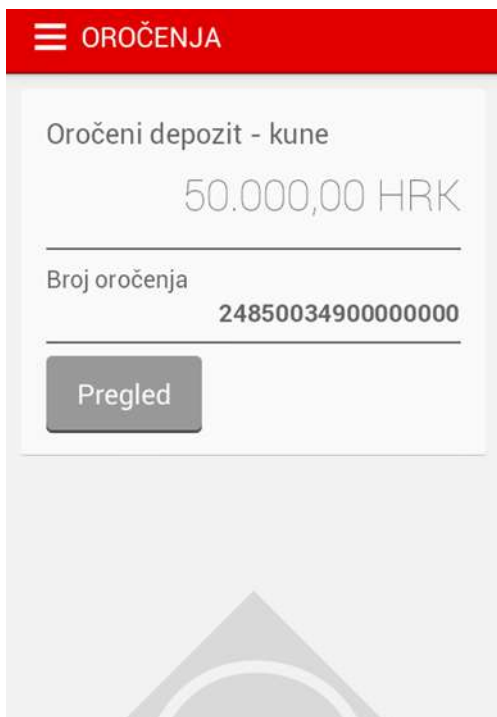 OROČENJA
Oročeni depozit - kune
50.000,00 HRK
Broj oročenja
24850034900000000
Pregled